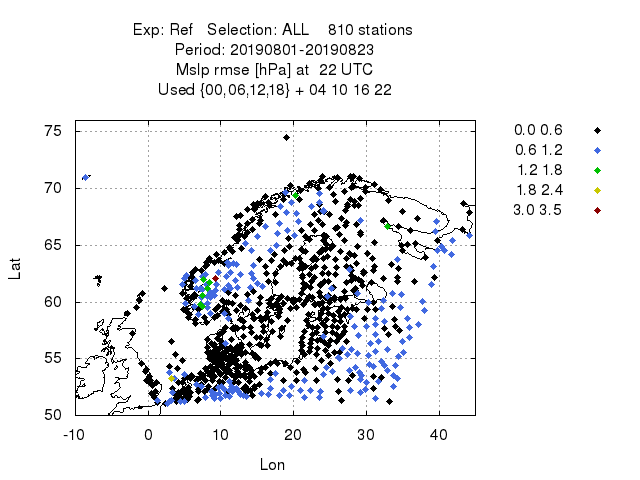 Exp: Ref   Selection: ALL    810 stations
Period: 20190801-20190823
Mslp rmse [hPa] at  22 UTC
Used {00,06,12,18} + 04 10 16 22
0.0 0.6
0.6 1.2
1.2 1.8
1.8 2.4
3.0 3.5
75
70
65
60
55
50
Lat
-10 0 10 20 30 40
Lon